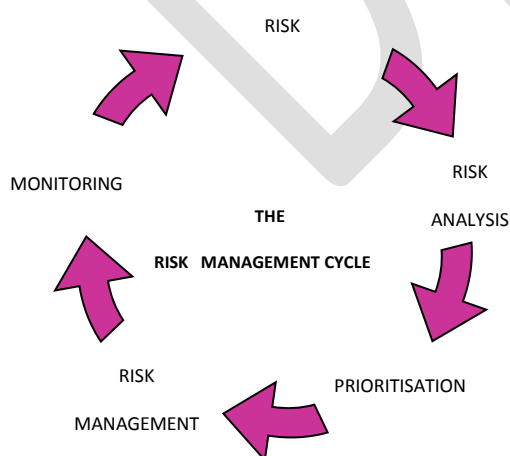 RISK
RISK
ANALYSIS
PRIORITISATION
RISK
MANAGEMENT
MONITORING
THE
RISK MANAGEMENT CYCLE